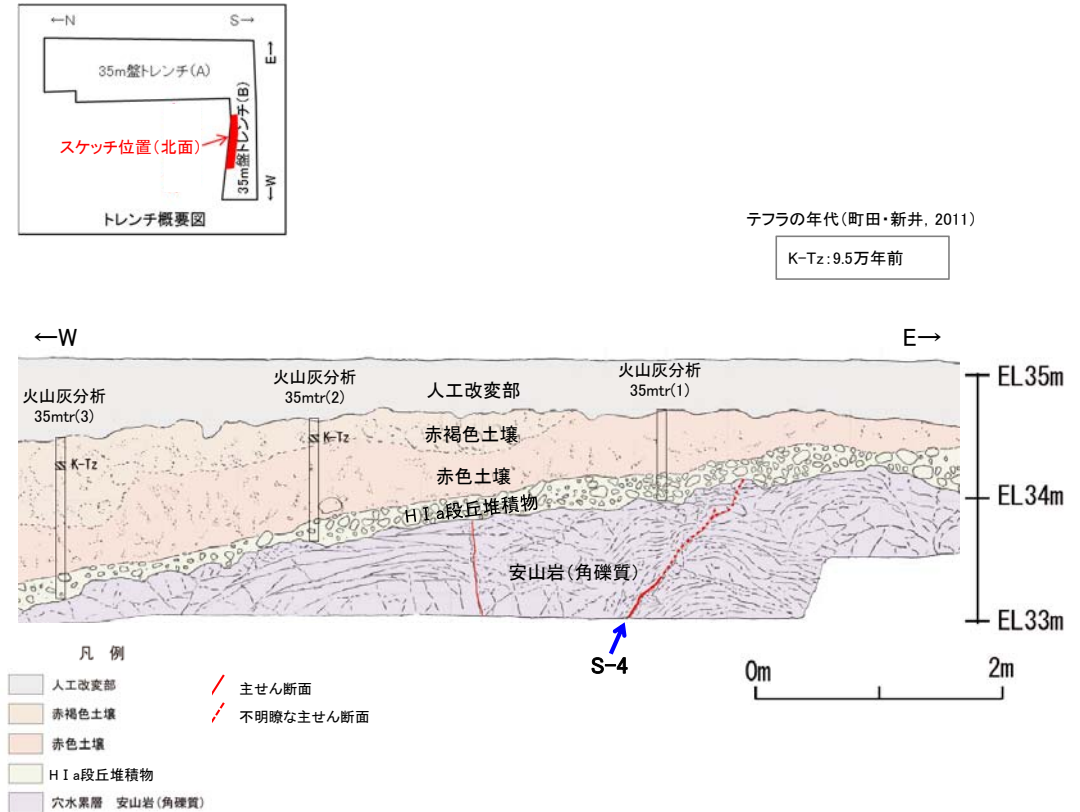 ←N
S→
E→
35m盤トレンチ(A)
35m盤トレンチ(B)
スケッチ位置(北面)
←W
トレンチ概要図
テフラの年代(町田・新井, 2011)
K-Tz:9.5万年前
←W
E→
EL35m
EL34m
EL33m
火山灰分析
35mtr(3)
火山灰分析
35mtr(2)
火山灰分析
35mtr(1)
人工改変部
K-Tz
K-Tz
赤褐色土壌
赤色土壌
HⅠa段丘堆積物
安山岩(角礫質)
S-4
0m
2m
凡 例
人工改変部
赤褐色土壌
赤色土壌
HⅠa段丘堆積物
穴水累層 安山岩(角礫質)
主せん断面
不明瞭な主せん断面